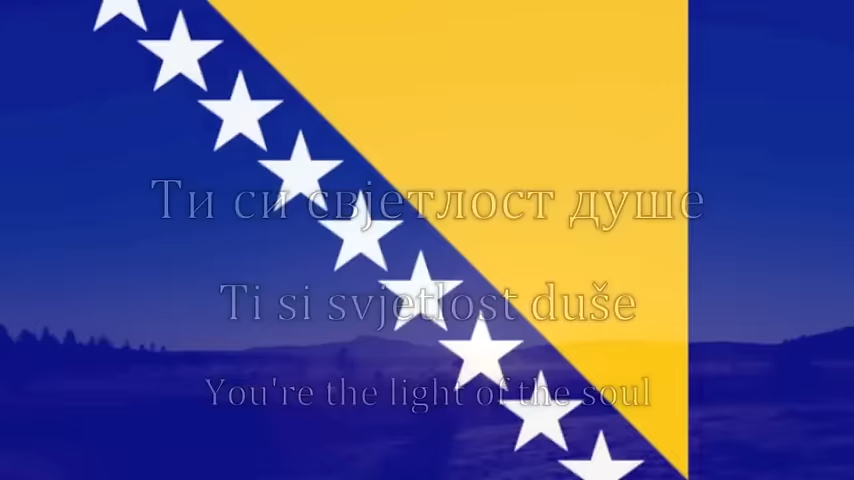 Ти си свјетлост душе
Ti si svjetlost duše
You're the light of the soul